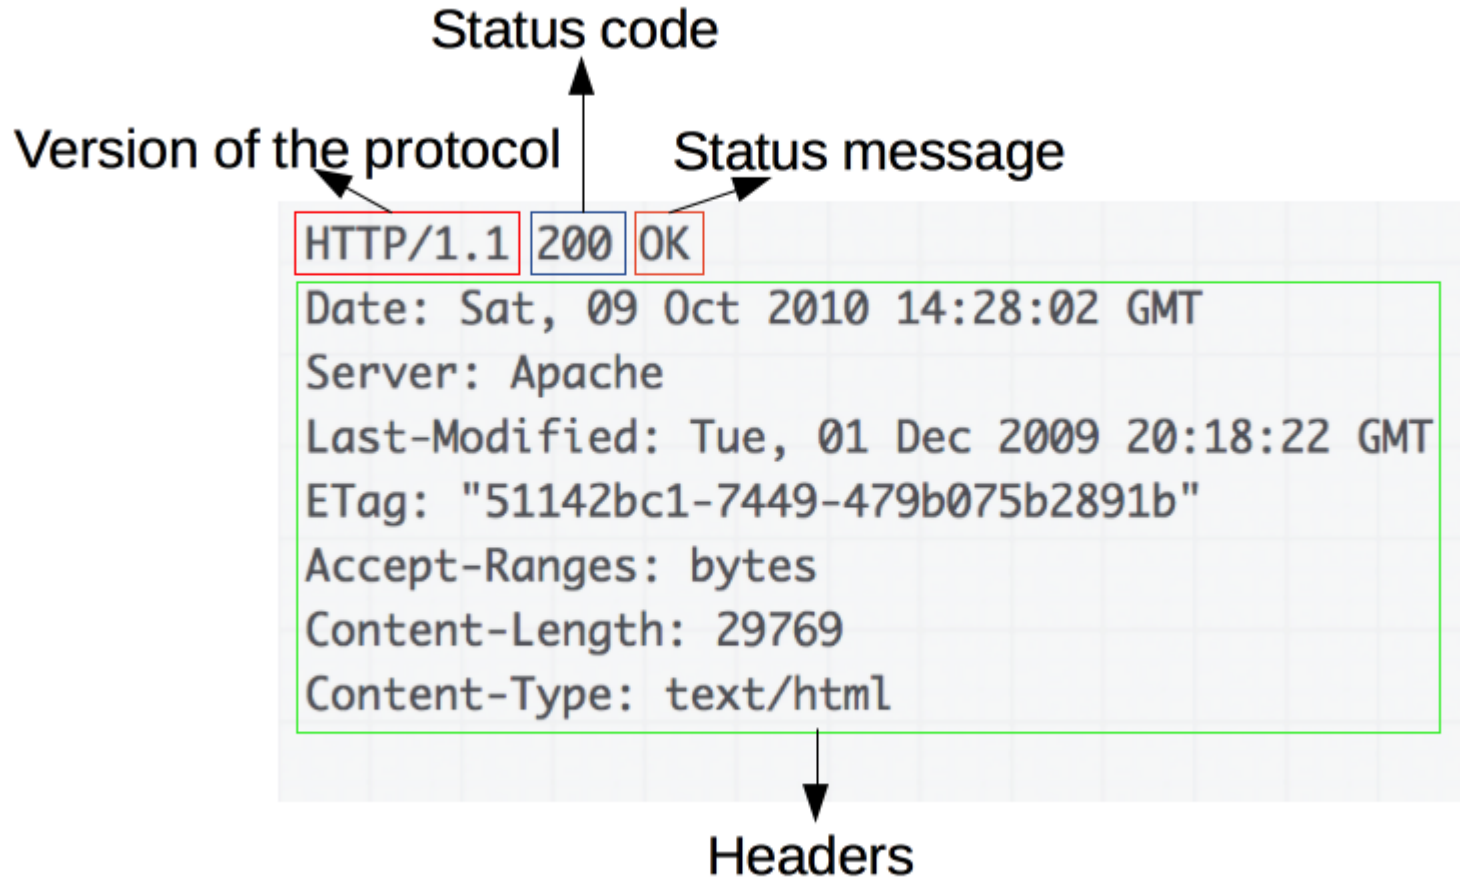 Status code
Version of the protocol
Status message
HTTP/1.1 200 OK
Date: Sat, 09 Oct 2010 14:28:02 GMT
Server: Apache
Last-Modified: Tue, 01 Dec 2009 20:18:22 GMT
ETag: "51142bc1-7449-479b075b2891b"
Accept-Ranges: bytes
Content-Length: 29769
Content-Type: text/html
Headers